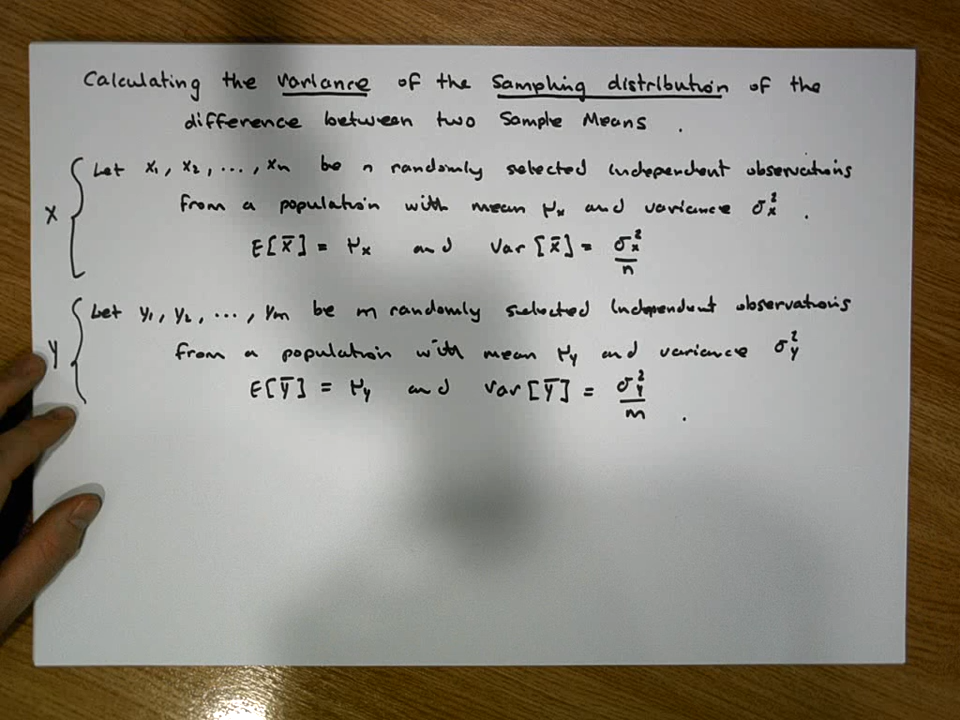 Calculating the variance of the sampling distribution of the
difference between two sample means .
X { Let x₁, x₂, ..., xₙ be n randomly selected independent observations
from a population with mean μₓ and variance σₓ² .
E[x̄] = μₓ and Var[x̄] = σₓ²/n
Y { Let y₁, y₂, ..., yₘ be m randomly selected independent observations
from a population with mean μᵧ and variance σᵧ²
E[ȳ] = μᵧ and Var[ȳ] = σᵧ²/m .